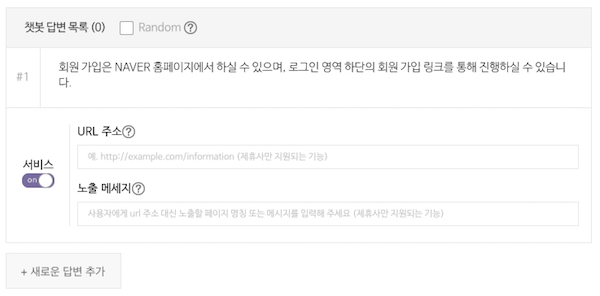 챗봇 답변 목록 (0) Random ?
#1 회원 가입은 NAVER 홈페이지에서 하실 수 있으며, 로그인 영역 하단의 회원 가입 링크를 통해 진행하실 수 있습니
다.
URL 주소 ?
서비스
on
예. http://example.com/information (제휴사만 지원되는 기능)
노출 메세지 ?
사용자에게 url 주소 대신 노출할 페이지 명칭 또는 메시지를 입력해 주세요 (제휴사만 지원되는 기능)
+ 새로운 답변 추가